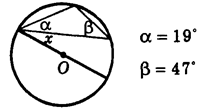 α β
x
O
α = 19°
β = 47°